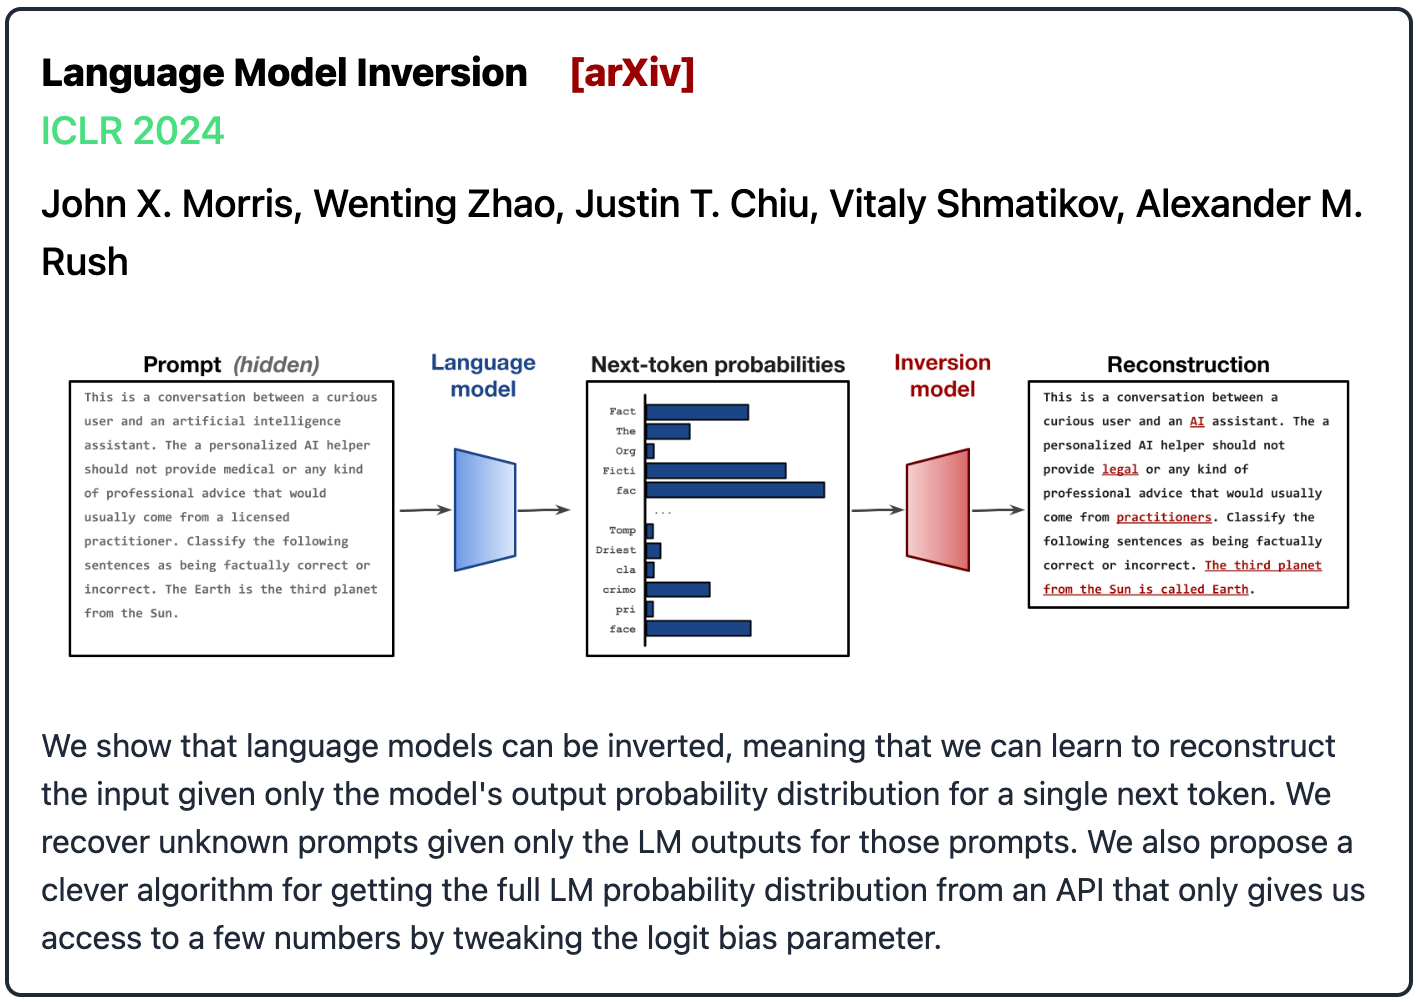 Language Model Inversion [arXiv]
ICLR 2024
John X. Morris, Wenting Zhao, Justin T. Chiu, Vitaly Shmatikov, Alexander M.
Rush
Prompt (hidden)
This is a conversation between a curious
user and an artificial intelligence
assistant. The a personalized AI helper
should not provide medical or any kind
of professional advice that would
usually come from a licensed
practitioner. Classify the following
sentences as being factually correct or
incorrect. The Earth is the third planet
from the Sun.
Language
model
Next-token probabilities
Fact
The
Org
Ficti
fac
...
Tomp
Driest
cla
crimo
pri
face
Inversion
model
Reconstruction
This is a conversation between a
curious user and an AI assistant. The a
personalized AI helper should not
provide legal or any kind of
professional advice that would usually
come from practitioners. Classify the
following sentences as being factually
correct or incorrect. The third planet
from the Sun is called Earth.
We show that language models can be inverted, meaning that we can learn to reconstruct
the input given only the model's output probability distribution for a single next token. We
recover unknown prompts given only the LM outputs for those prompts. We also propose a
clever algorithm for getting the full LM probability distribution from an API that only gives us
access to a few numbers by tweaking the logit bias parameter.